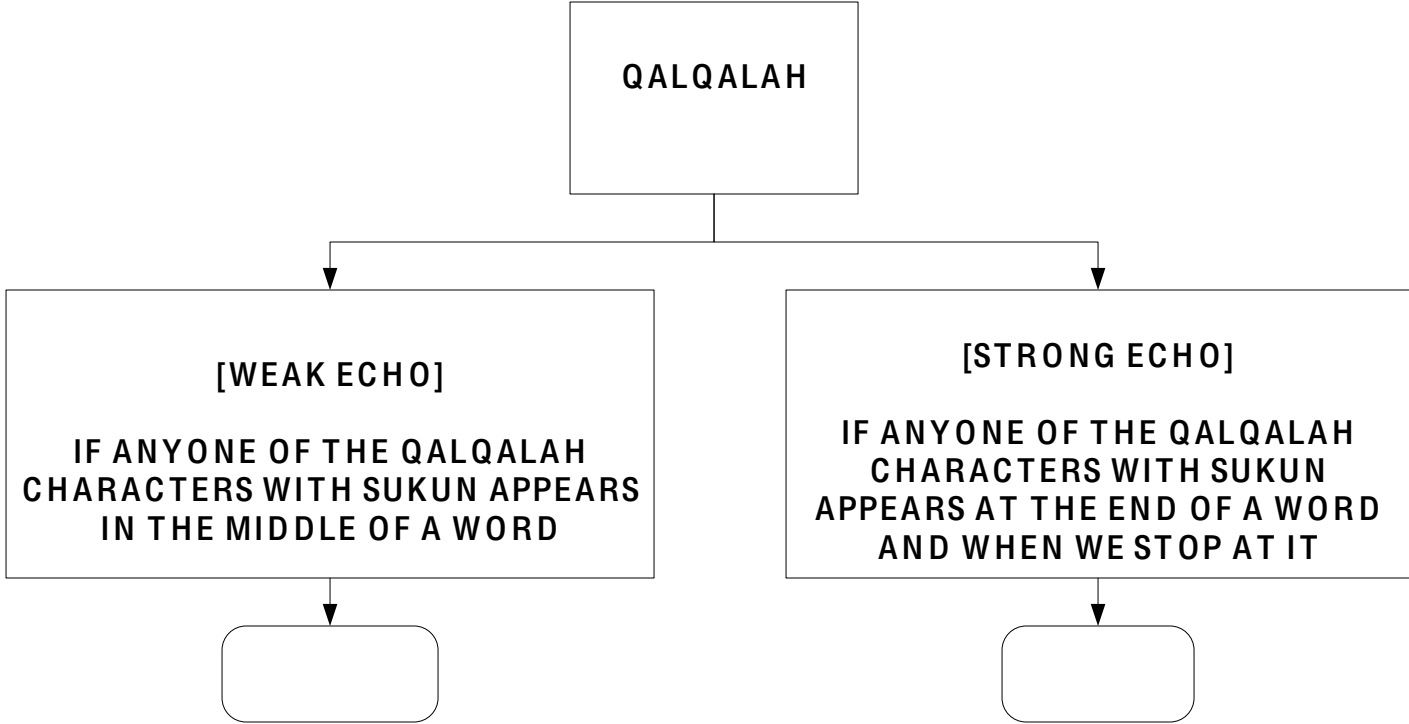 QALQALAH
[WEAK ECHO]
IF ANYONE OF THE QALQALAH
CHARACTERS WITH SUKUN APPEARS
IN THE MIDDLE OF A WORD
[STRONG ECHO]
IF ANYONE OF THE QALQALAH
CHARACTERS WITH SUKUN
APPEARS AT THE END OF A WORD
AND WHEN WE STOP AT IT